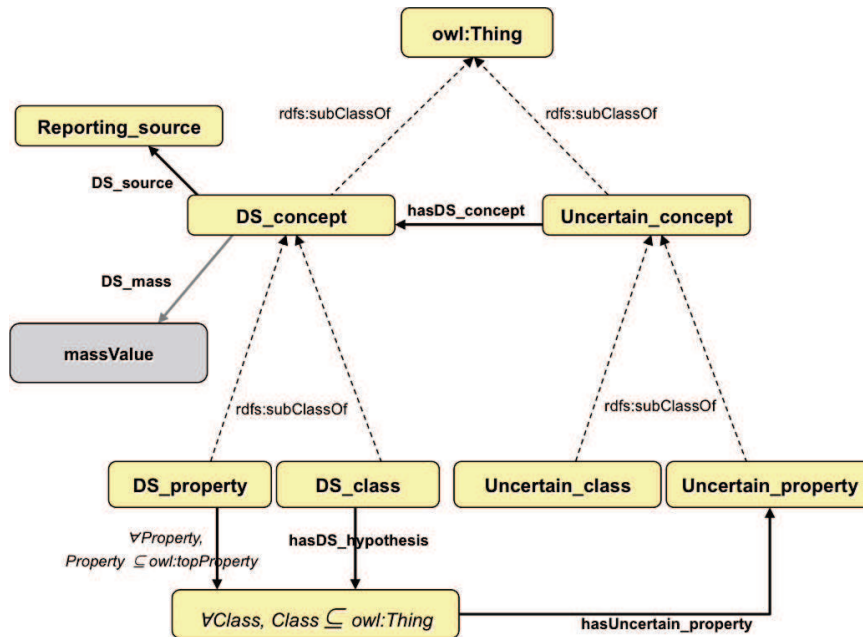 owl:Thing
rdfs:subClassOf
rdfs:subClassOf
Reporting_source
DS_source
DS_concept
hasDS_concept
Uncertain_concept
DS_mass
massValue
rdfs:subClassOf
rdfs:subClassOf
DS_property
DS_class
Uncertain_class
Uncertain_property
∀Property,
Property ⊆ owl:topProperty
hasDS_hypothesis
∀Class, Class ⊆ owl:Thing
hasUncertain_property